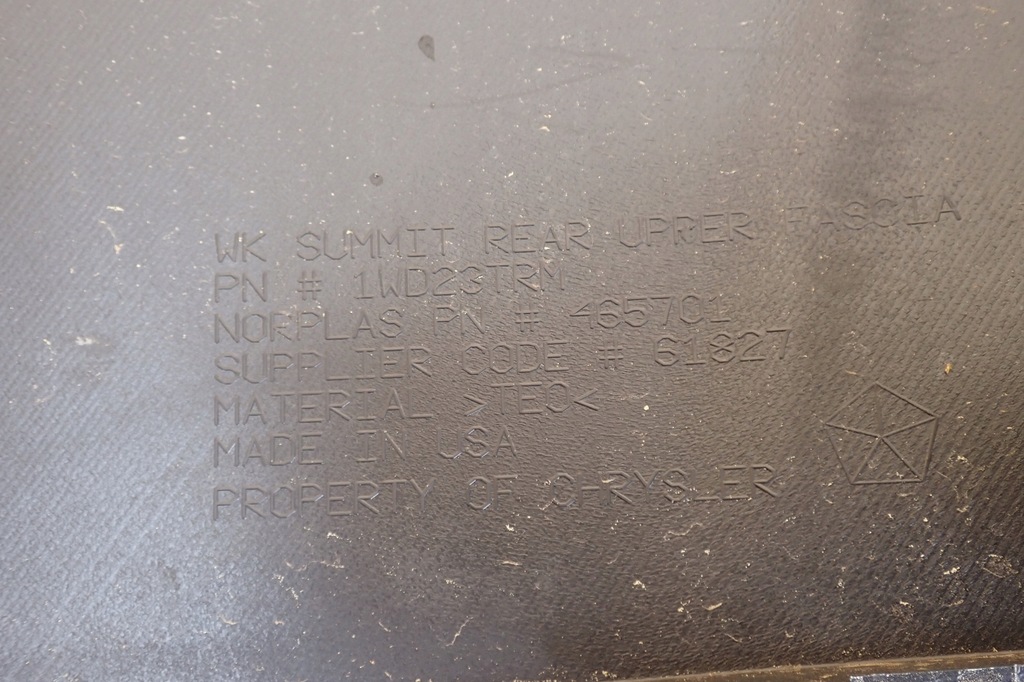 WK SUMMIT REAR UPPER FASCIA
PN # 1WD23TRM
NORPLAS PN # 465701
SUPPLIER CODE # 61827
MATERIAL >TEO<
MADE IN USA
PROPERTY OF CHRYSLER